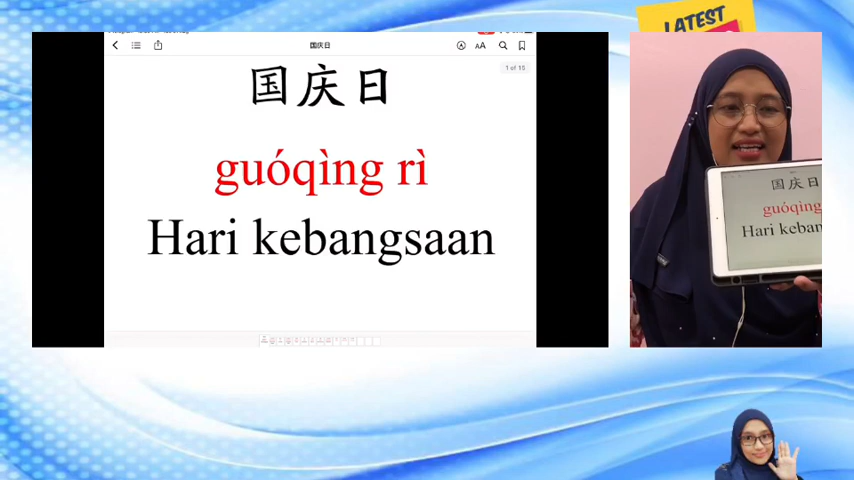 国庆日
1 of 15
国庆日
guóqìng rì
Hari kebangsaan
LATEST
国庆日
guóqìng
Hari keban